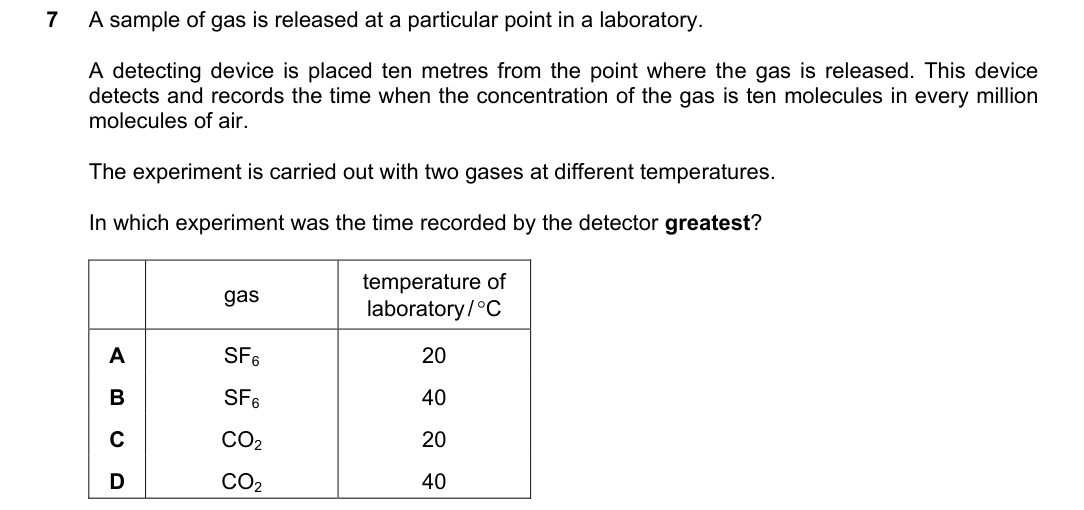 7 A sample of gas is released at a particular point in a laboratory.
A detecting device is placed ten metres from the point where the gas is released. This device
detects and records the time when the concentration of the gas is ten molecules in every million
molecules of air.
The experiment is carried out with two gases at different temperatures.
In which experiment was the time recorded by the detector greatest?
gas temperature of
laboratory / °C
A SF₆ 20
B SF₆ 40
C CO₂ 20
D CO₂ 40